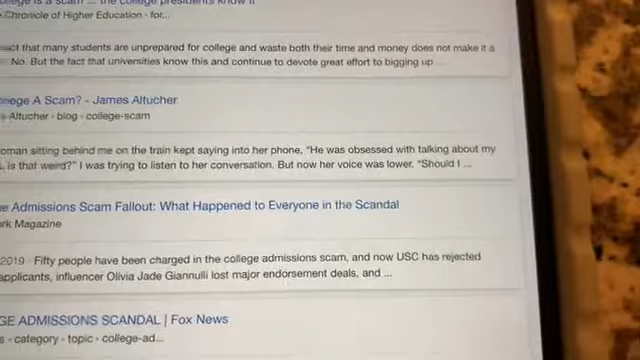 is a scam ... the college presidents know it
Chronicle of Higher Education › for...
that many students are unprepared for college and waste both their time and money does not make it a
No. But the fact that universities know this and continue to devote great effort to bigging up
A Scam? - James Altucher
Altucher › blog › college-scam
sitting behind me on the train kept saying into her phone, "He was obsessed with talking about my
is that weird?" I was trying to listen to her conversation. But now her voice was lower. "Should I ...
Admissions Scam Fallout: What Happened to Everyone in the Scandal
Magazine
2019 · Fifty people have been charged in the college admissions scam, and now USC has rejected
applicants, influencer Olivia Jade Giannulli lost major endorsement deals, and ...
ADMISSIONS SCANDAL | Fox News
› category › topic › college-ad...